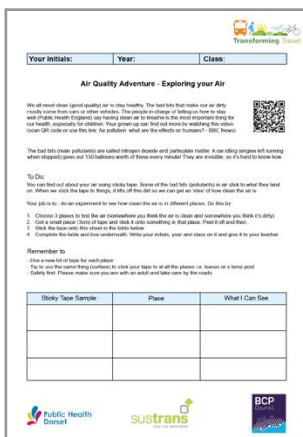 Transforming Travel
Your Initials: Year: Class:
Air Quality Adventure - Exploring your Air
We all need clean (good quality) air to stay healthy. The bad bits that make our air dirty
mostly come from cars or other vehicles. The people in charge of telling us how to stay
well (Public Health England) say having clean air to breathe is the most important thing for
our health, especially for children. Your grown up can find out more by watching this video
(scan QR code or use this link: Air pollution: what are the effects on humans? - BBC News)
The bad bits (main pollutants) are called nitrogen dioxide and particulate matter. A car idling (engine left running
when stopped) gives out 150 balloons worth of these every minute! They are invisible, so it's hard to know how
To Do:
You can find out about your air using sticky tape. Some of the bad bits (pollutants) in air stick to what they land
on. When we stick the tape to things, it lifts off this dirt so we can get an 'idea' of how clean the air is
Your job is to : do an experiment to see how clean the air is in different places. Do this by
1 Choose 3 places to test the air (somewhere you think the air is clean and somewhere you think it's dirty)
2 Get a small piece (3cm) of tape and stick it onto something in that place. Peel it off and then.
3 Stick the tape onto this sheet in the table below
4 Complete the table and box underneath. Write your initials, year and class on it and give it to your teacher
Remember to
- Use a new bit of tape for each place
- Try to use the same thing (surface) to stick your tape to at all the places i.e. leaves or a lamp post
- Safety first: Please make sure you are with an adult and take care by the roads.
Sticky Tape Sample Place What I Can See
Public Health
Dorset
sustrans
JOIN THE MOVEMENT
BCP
Council